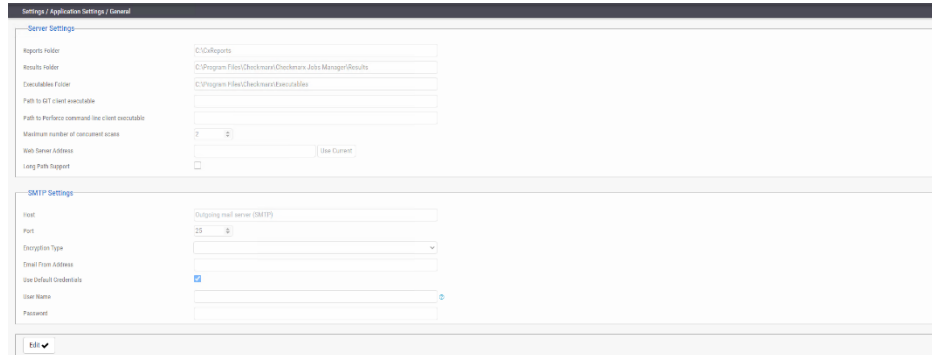 Settings / Application Settings / General
Server Settings
Reports Folder C:\CxReports
Results Folder C:\Program Files\Checkmarx\Checkmarx Jobs Manager\Results
Executables Folder C:\Program Files\Checkmarx\Executables
Path to GIT client executable
Path to Perforce command line client executable
Maximum number of concurrent scans 2
Web Server Address Use Current
Long Path Support
SMTP Settings
Host Outgoing mail server (SMTP)
Port 25
Encryption Type
Email From Address
Use Default Credentials
User Name
Password
Edit